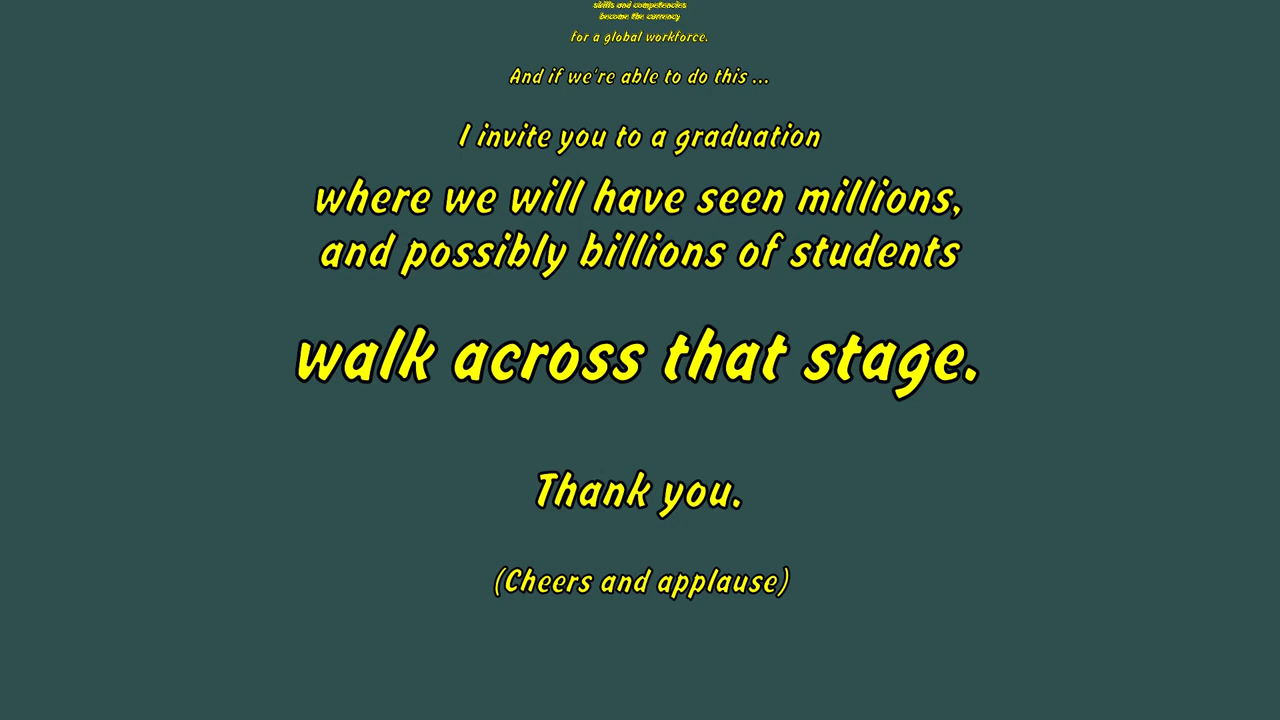 skills and competencies
become the currency
for a global workforce.
And if we're able to do this ...
I invite you to a graduation
where we will have seen millions,
and possibly billions of students
walk across that stage.
Thank you.
(Cheers and applause)